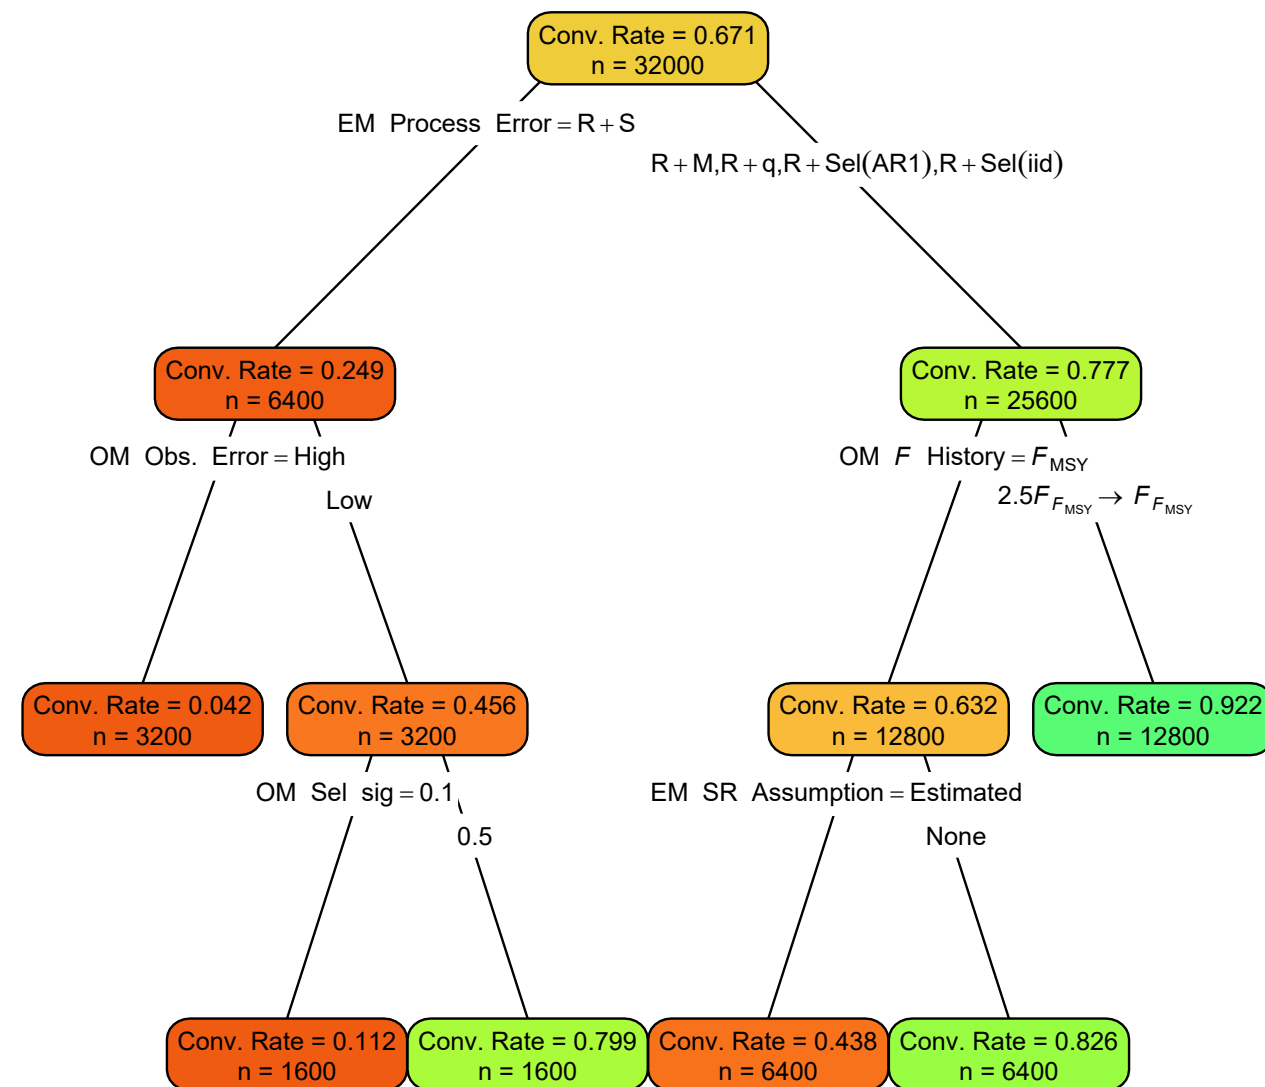 Conv. Rate = 0.671
n = 32000
EM Process Error = R + S
R + M,R + q,R + Sel(AR1),R + Sel(iid)
Conv. Rate = 0.249
n = 6400
Conv. Rate = 0.777
n = 25600
OM Obs. Error = High
Low
OM F History = F_MSY
2.5F_F_MSY → F_F_MSY
Conv. Rate = 0.042
n = 3200
Conv. Rate = 0.456
n = 3200
Conv. Rate = 0.632
n = 12800
Conv. Rate = 0.922
n = 12800
OM Sel sig = 0.1
0.5
EM SR Assumption = Estimated
None
Conv. Rate = 0.112
n = 1600
Conv. Rate = 0.799
n = 1600
Conv. Rate = 0.438
n = 6400
Conv. Rate = 0.826
n = 6400